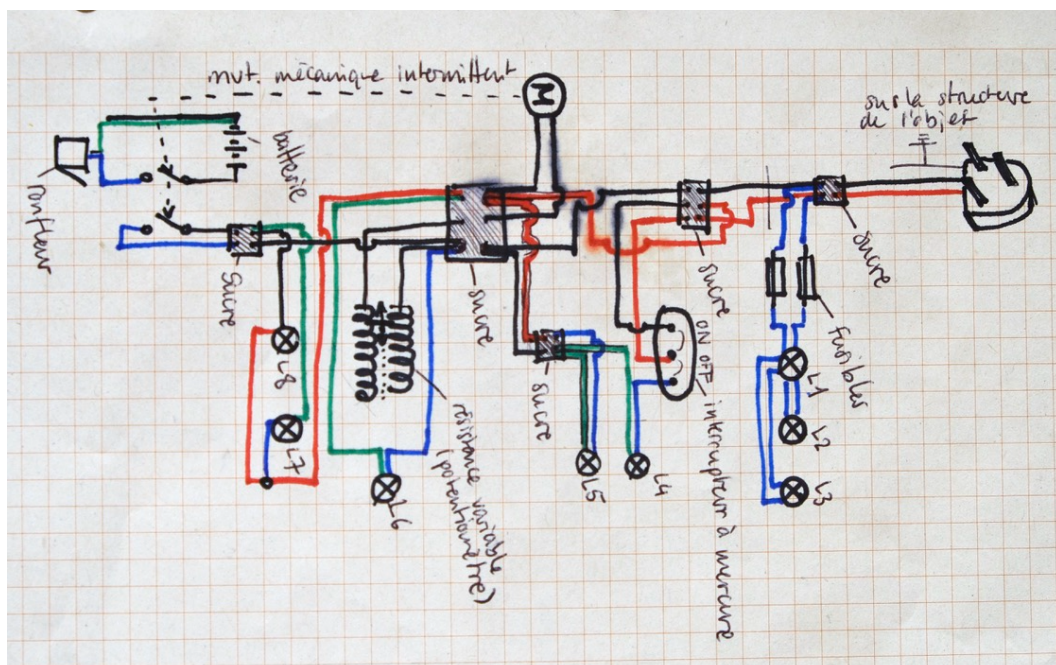 mvt. mécanique intermittent
M
sur la structure
de l'objet
batterie
ronfleur
sucre
sucre
sucre
sucre
sucre
fusibles
ON OFF
interrupteur à mercure
résistance variable
(potentiomètre)
L8
L7
L6
L5
L4
L1
L2
L3